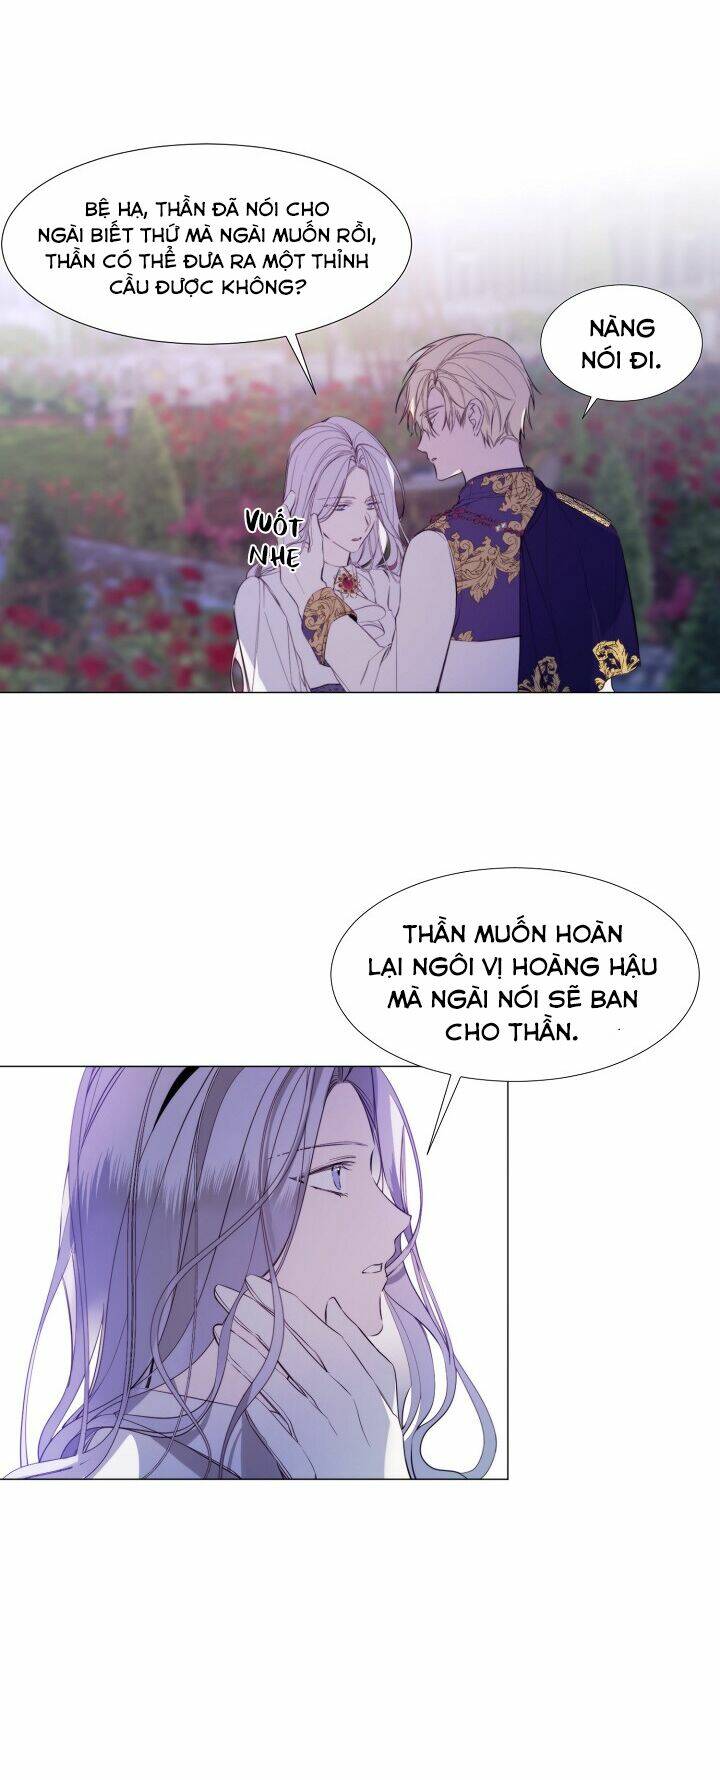 BỆ HẠ, THẦN ĐÃ NÓI CHO
NGÀI BIẾT THỨ MÀ NGÀI MUỐN RỒI,
THẦN CÓ THỂ ĐƯA RA MỘT THỈNH
CẦU ĐƯỢC KHÔNG?
NÀNG
NÓI ĐI.
VUỐT
NHẸ
THẦN MUỐN HOÀN
LẠI NGÔI VỊ HOÀNG HẬU
MÀ NGÀI NÓI SẼ BAN
CHO THẦN.